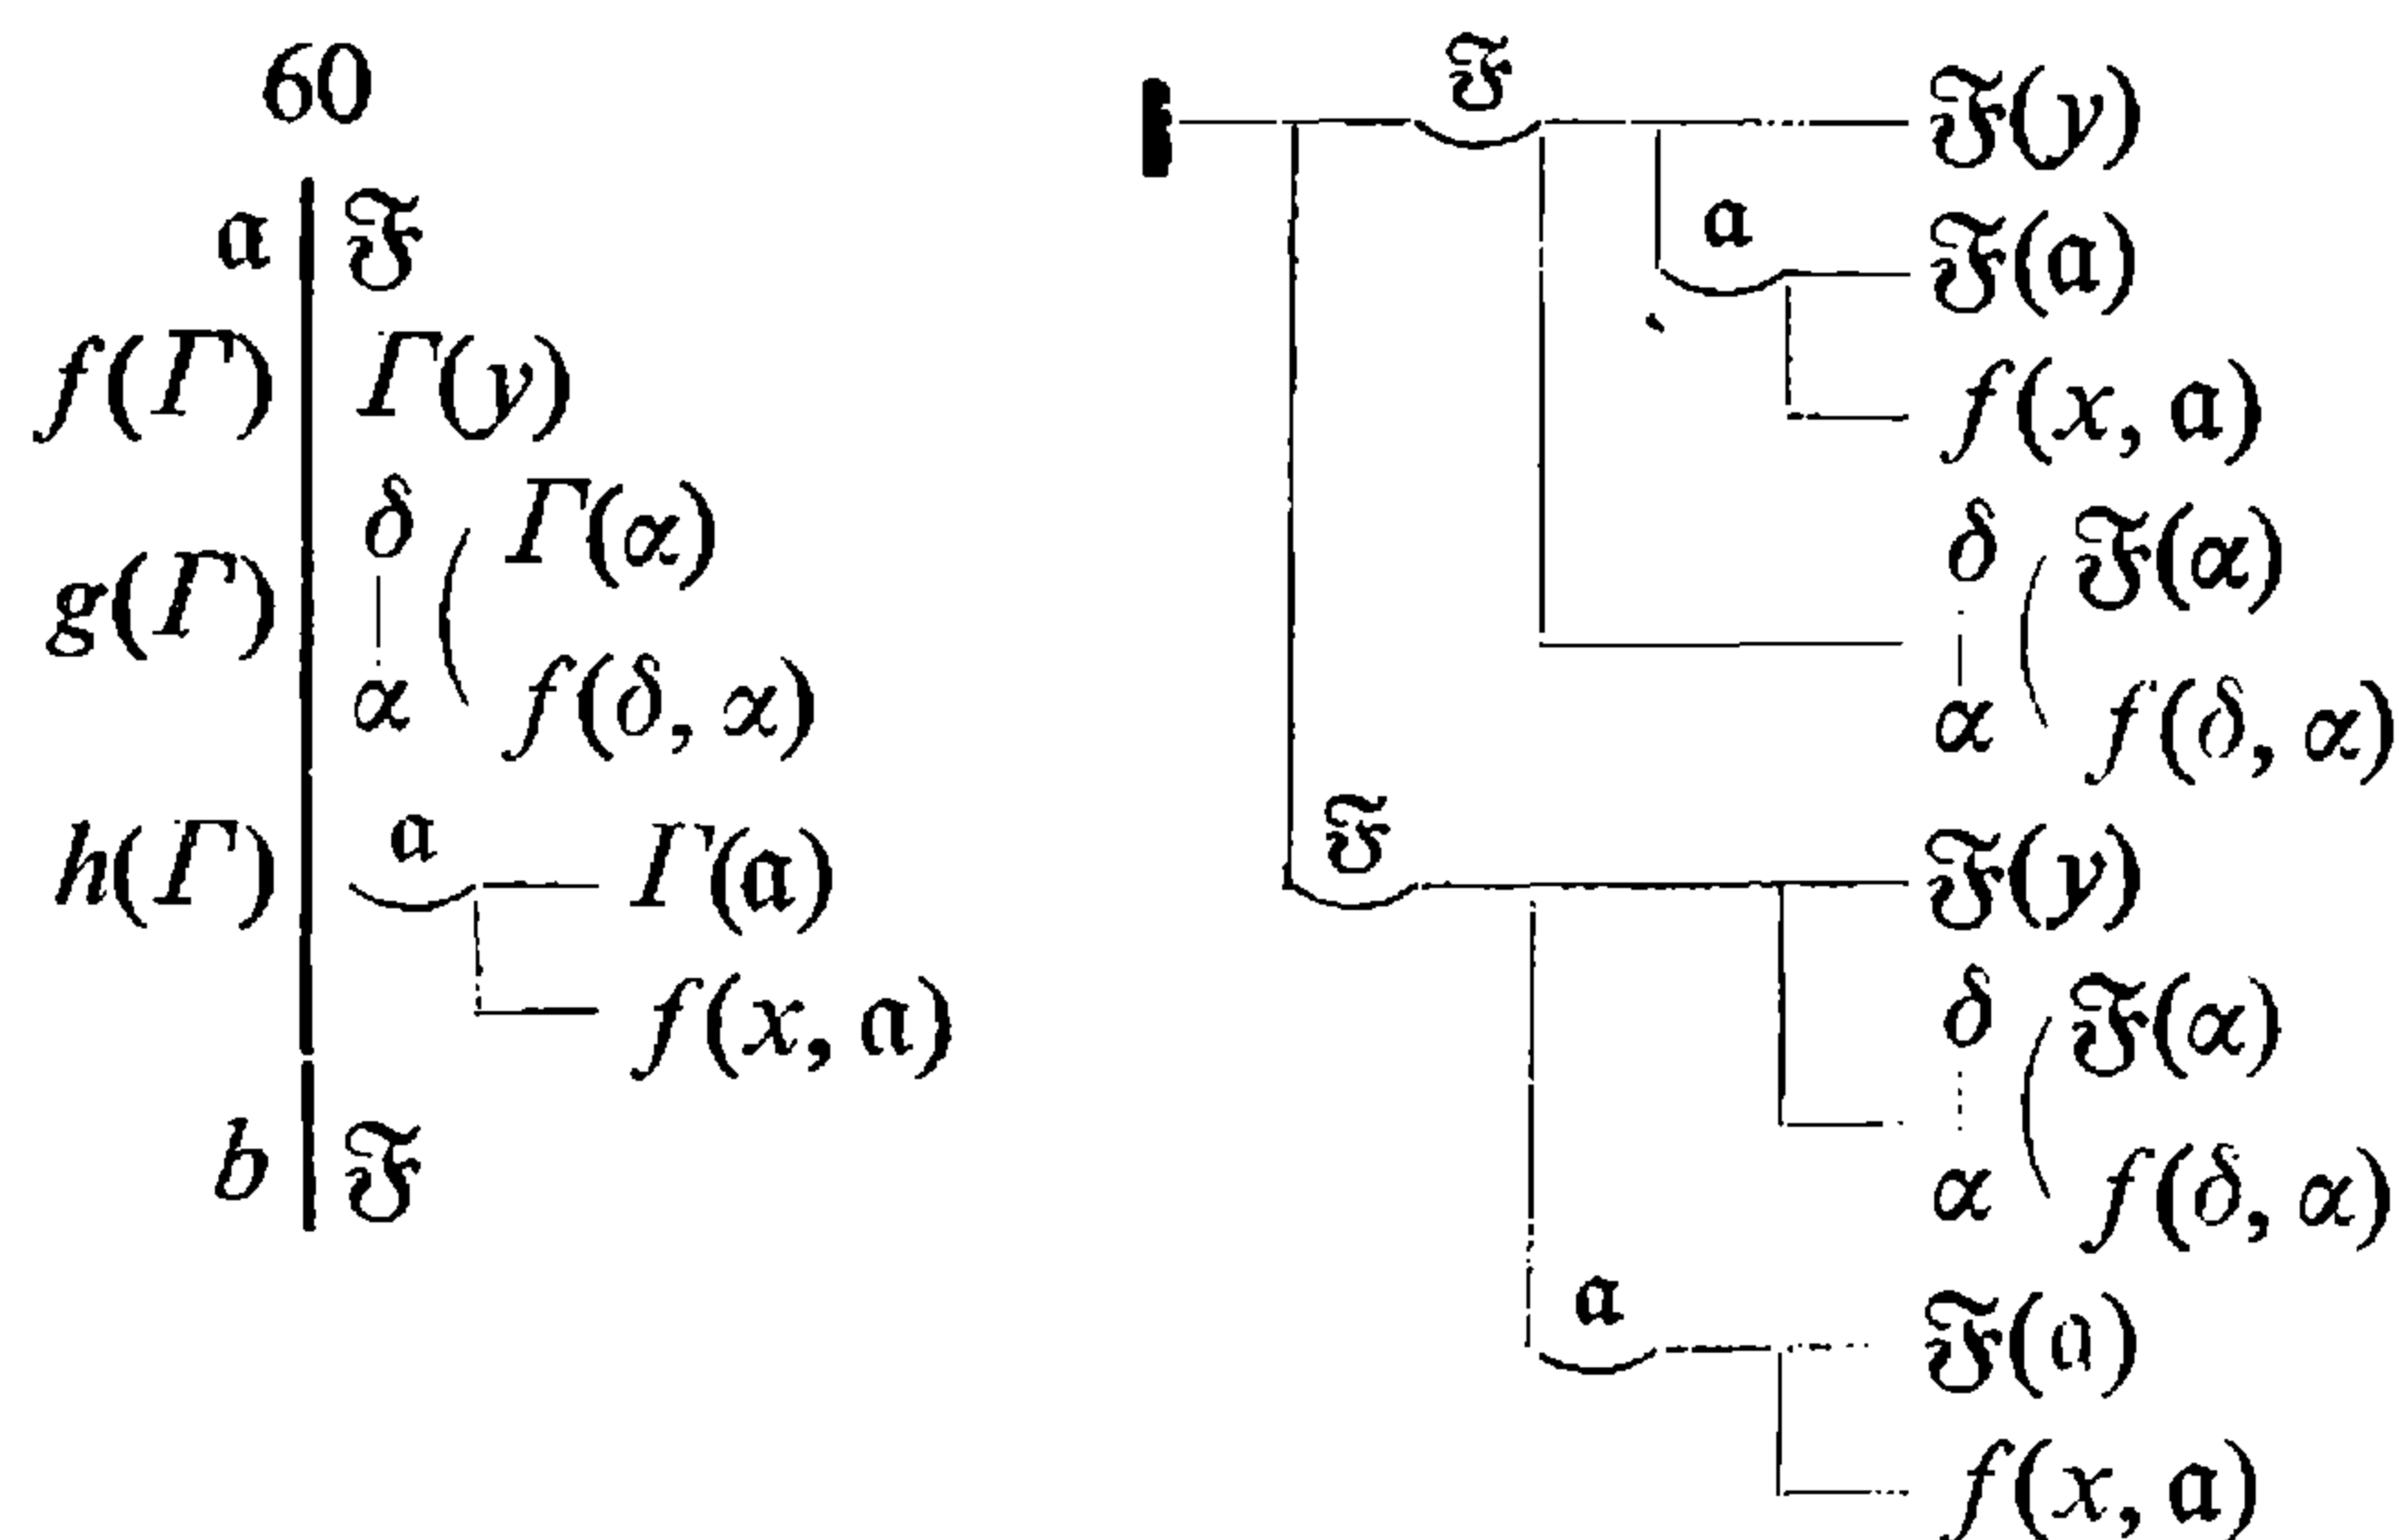 60
𝔞 | 𝔉
f(Γ) | Γ(y)
g(Γ) | δ Γ(α)
α f(δ, α)
h(Γ) | 𝔞 Γ(𝔞)
f(x, 𝔞)
b | 𝔉
𝔉 𝔉(y)
𝔞 𝔉(𝔞)
f(x, 𝔞)
δ 𝔉(α)
α f(δ, α)
𝔉 𝔉(y)
δ 𝔉(α)
α f(δ, α)
𝔞 𝔉(𝔞)
f(x, 𝔞)